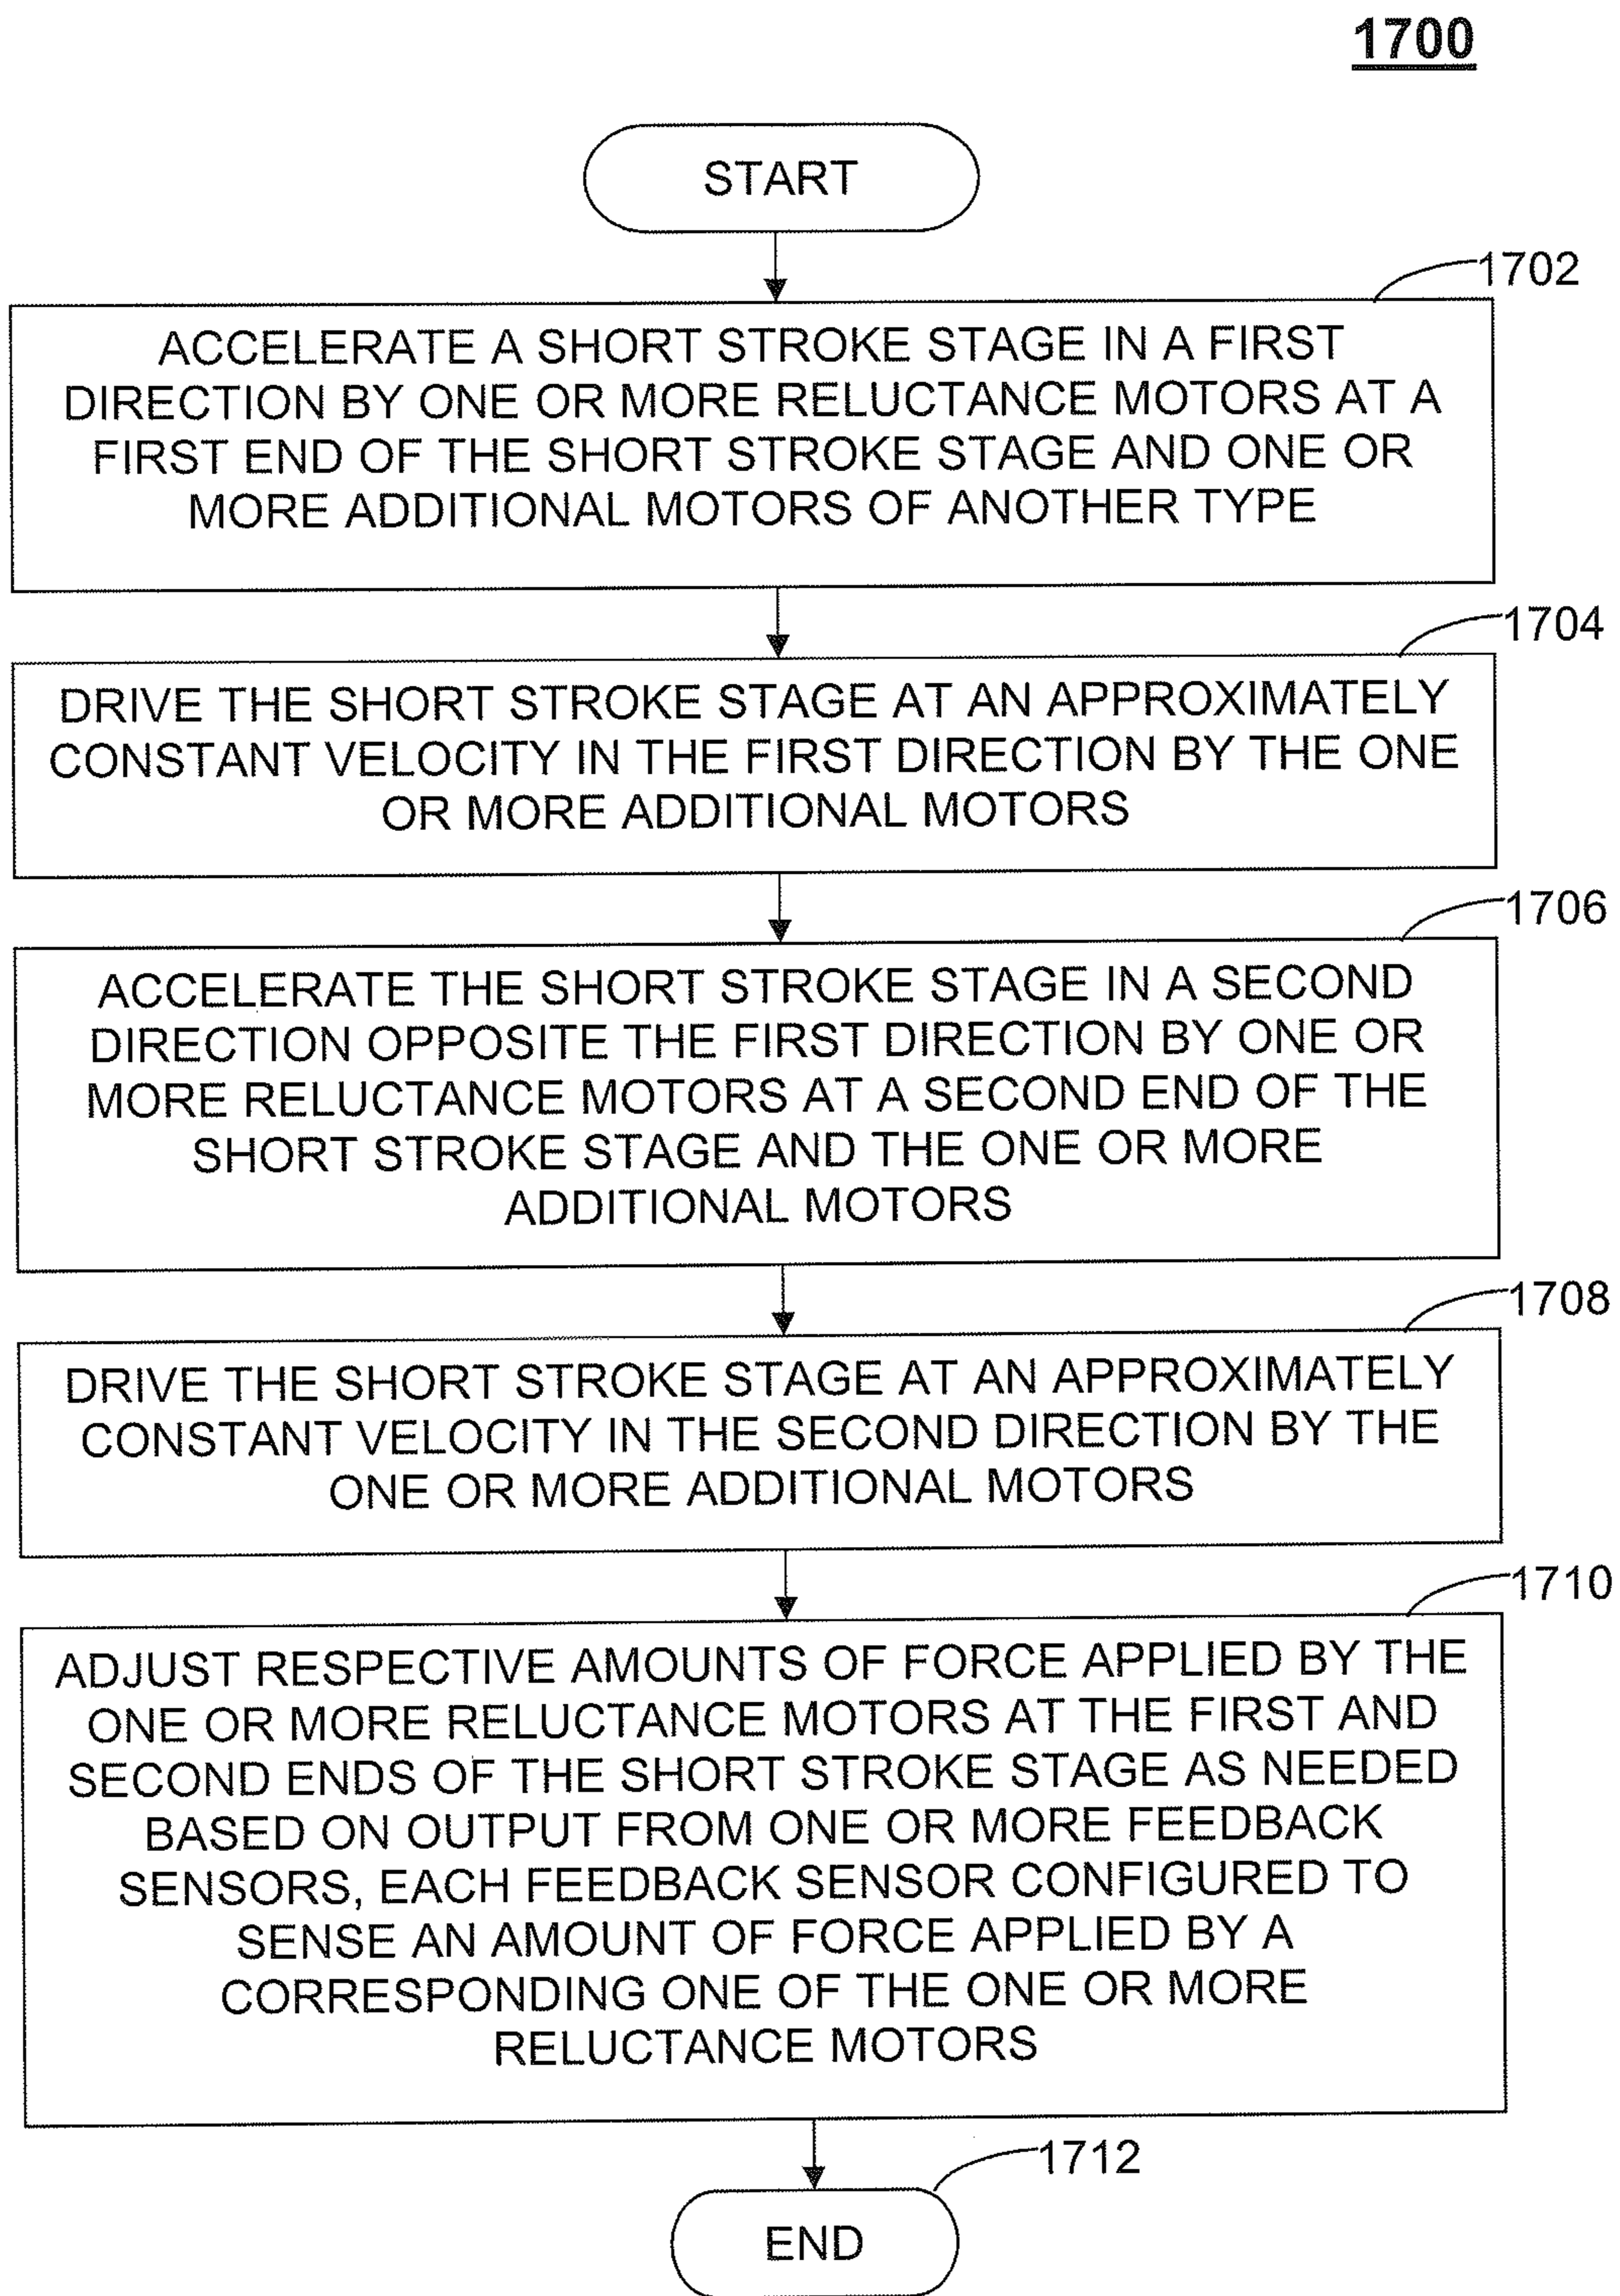 1700
START
1702
ACCELERATE A SHORT STROKE STAGE IN A FIRST
DIRECTION BY ONE OR MORE RELUCTANCE MOTORS AT A
FIRST END OF THE SHORT STROKE STAGE AND ONE OR
MORE ADDITIONAL MOTORS OF ANOTHER TYPE
1704
DRIVE THE SHORT STROKE STAGE AT AN APPROXIMATELY
CONSTANT VELOCITY IN THE FIRST DIRECTION BY THE ONE
OR MORE ADDITIONAL MOTORS
1706
ACCELERATE THE SHORT STROKE STAGE IN A SECOND
DIRECTION OPPOSITE THE FIRST DIRECTION BY ONE OR
MORE RELUCTANCE MOTORS AT A SECOND END OF THE
SHORT STROKE STAGE AND THE ONE OR MORE
ADDITIONAL MOTORS
1708
DRIVE THE SHORT STROKE STAGE AT AN APPROXIMATELY
CONSTANT VELOCITY IN THE SECOND DIRECTION BY THE
ONE OR MORE ADDITIONAL MOTORS
1710
ADJUST RESPECTIVE AMOUNTS OF FORCE APPLIED BY THE
ONE OR MORE RELUCTANCE MOTORS AT THE FIRST AND
SECOND ENDS OF THE SHORT STROKE STAGE AS NEEDED
BASED ON OUTPUT FROM ONE OR MORE FEEDBACK
SENSORS, EACH FEEDBACK SENSOR CONFIGURED TO
SENSE AN AMOUNT OF FORCE APPLIED BY A
CORRESPONDING ONE OF THE ONE OR MORE
RELUCTANCE MOTORS
1712
END